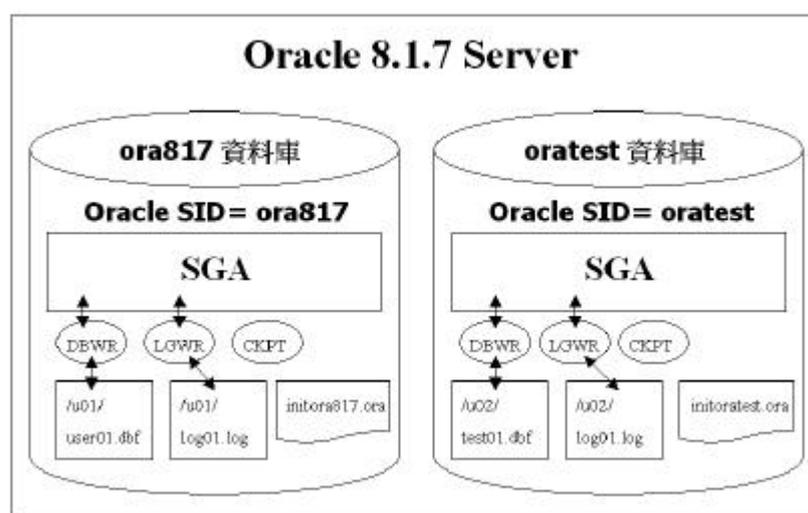 Oracle 8.1.7 Server
ora817 資料庫
Oracle SID= ora817
SGA
DBWR
LGWR
CKPT
/u01/
user01.dbf
/u01/
log01.log
initora817.ora
oratest 資料庫
Oracle SID= oratest
SGA
DBWR
LGWR
CKPT
/u02/
test01.dbf
/u02/
log01.log
initoratest.ora